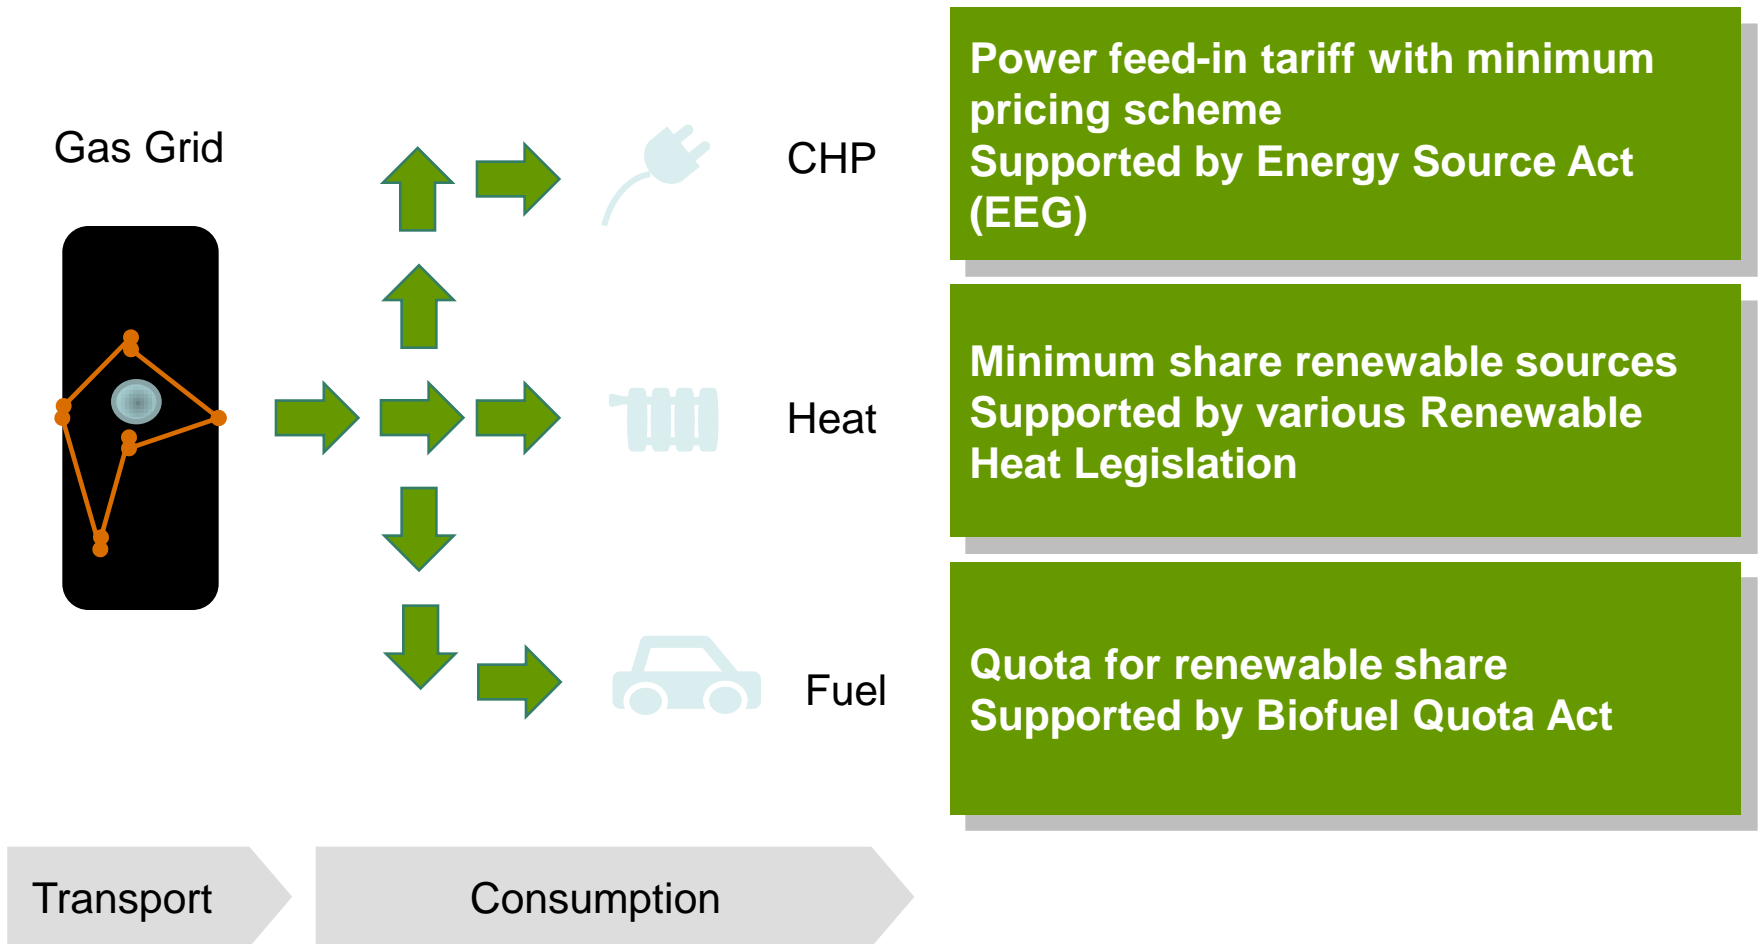 Gas Grid
CHP
Power feed-in tariff with minimum
pricing scheme
Supported by Energy Source Act
(EEG)
Heat
Minimum share renewable sources
Supported by various Renewable
Heat Legislation
Fuel
Quota for renewable share
Supported by Biofuel Quota Act
Transport
Consumption